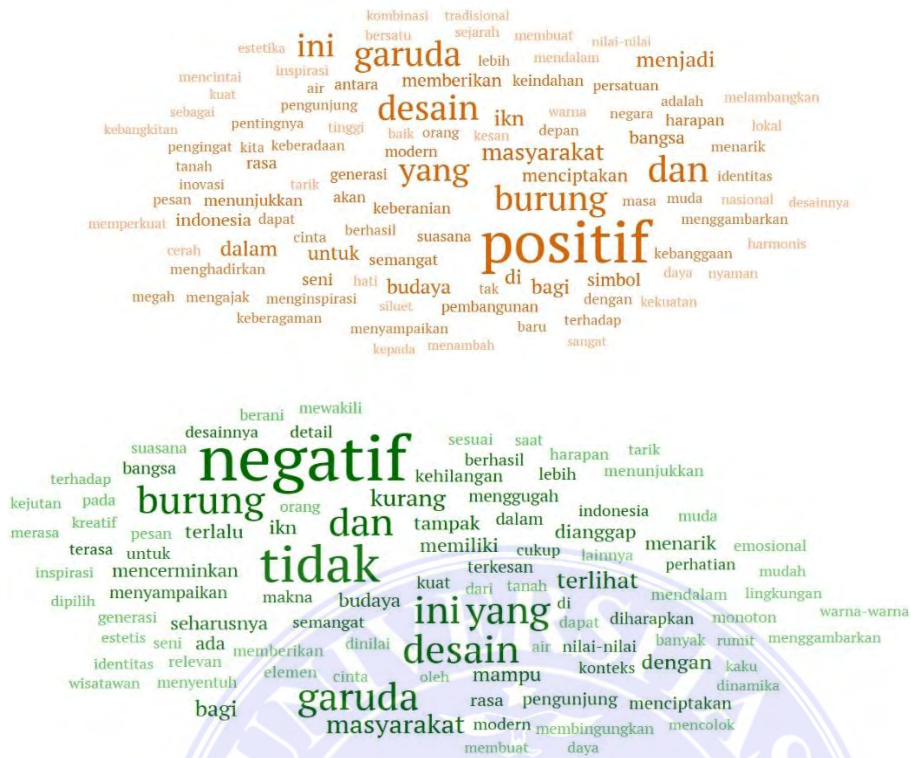 kombinasi tradisional
bersatu sejarah membuat nilai-nilai
estetika ini garuda lebih mendalam menjadi
mencintai inspirasi air antara memberikan keindahan persatuan
kuat pengunjung desain ikn warna negara adalah melambangkan
sebagai pentingnya tinggi baik orang kesan depan bangsa harapan lokal
kebangkitan pengingat kita keberadaan modern masyarakat menarik
tanah rasa generasi yang menciptakan dan identitas
inovasi tarik akan burung masa muda nasional desainnya
pesan menunjukkan keberanian menggambarkan
memperkuat indonesia dapat cinta berhasil suasana positif kebanggaan harmonis
cerah dalam untuk semangat daya nyaman
menghadirkan seni hati budaya tak di bagi simbol
megah mengajak menginspirasi siluet pembangunan dengan kekuatan
keberagaman menyampaikan baru terhadap
kepada menambah sangat
berani mewakili
desainnya detail sesuai saat harapan tarik
suasana negatif berhasil
terhadap bangsa kehilangan lebih menunjukkan
kejutan pada burung orang kurang menggugah indonesia muda
merasa kreatif pesan terlalu ikn dan tampak dalam dianggap
terasa untuk tidak memiliki cukup lainnya menarik emosional
inspirasi mencerminkan terkesan perhatian mudah
dipilih menyampaikan makna budaya kuat dari tanah terlihat mendalam lingkungan
generasi seharusnya semangat ini yang di dapat diharapkan monoton warna-warna
estetis seni ada memberikan dinilai desain air nilai-nilai banyak rumit menggambarkan
identitas relevan elemen cinta oleh mampu konteks dengan kaku
wisatawan menyentuh garuda rasa pengunjung menciptakan dinamika
bagi masyarakat modern membingungkan mencolok
membuat daya
UNIVERSITAS